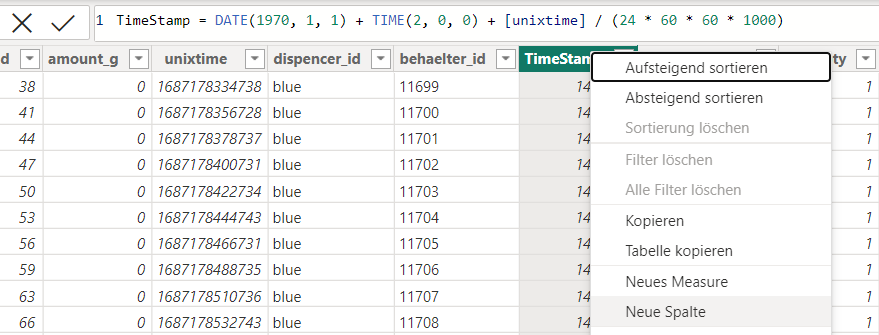 1 TimeStamp = DATE(1970, 1, 1) + TIME(2, 0, 0) + [unixtime] / (24 * 60 * 60 * 1000)
d amount_g unixtime dispencer_id behaelter_id TimeStam ty
38 0 1687178334738 blue 11699 14 1
41 0 1687178356728 blue 11700 14 1
44 0 1687178378737 blue 11701 14 1
47 0 1687178400731 blue 11702 14 1
50 0 1687178422734 blue 11703 14 1
53 0 1687178444743 blue 11704 14 1
56 0 1687178466731 blue 11705 14 1
59 0 1687178488735 blue 11706 14 1
63 0 1687178510736 blue 11707 14 1
66 0 1687178532743 blue 11708 14 1
Aufsteigend sortieren
Absteigend sortieren
Sortierung löschen
Filter löschen
Alle Filter löschen
Kopieren
Tabelle kopieren
Neues Measure
Neue Spalte